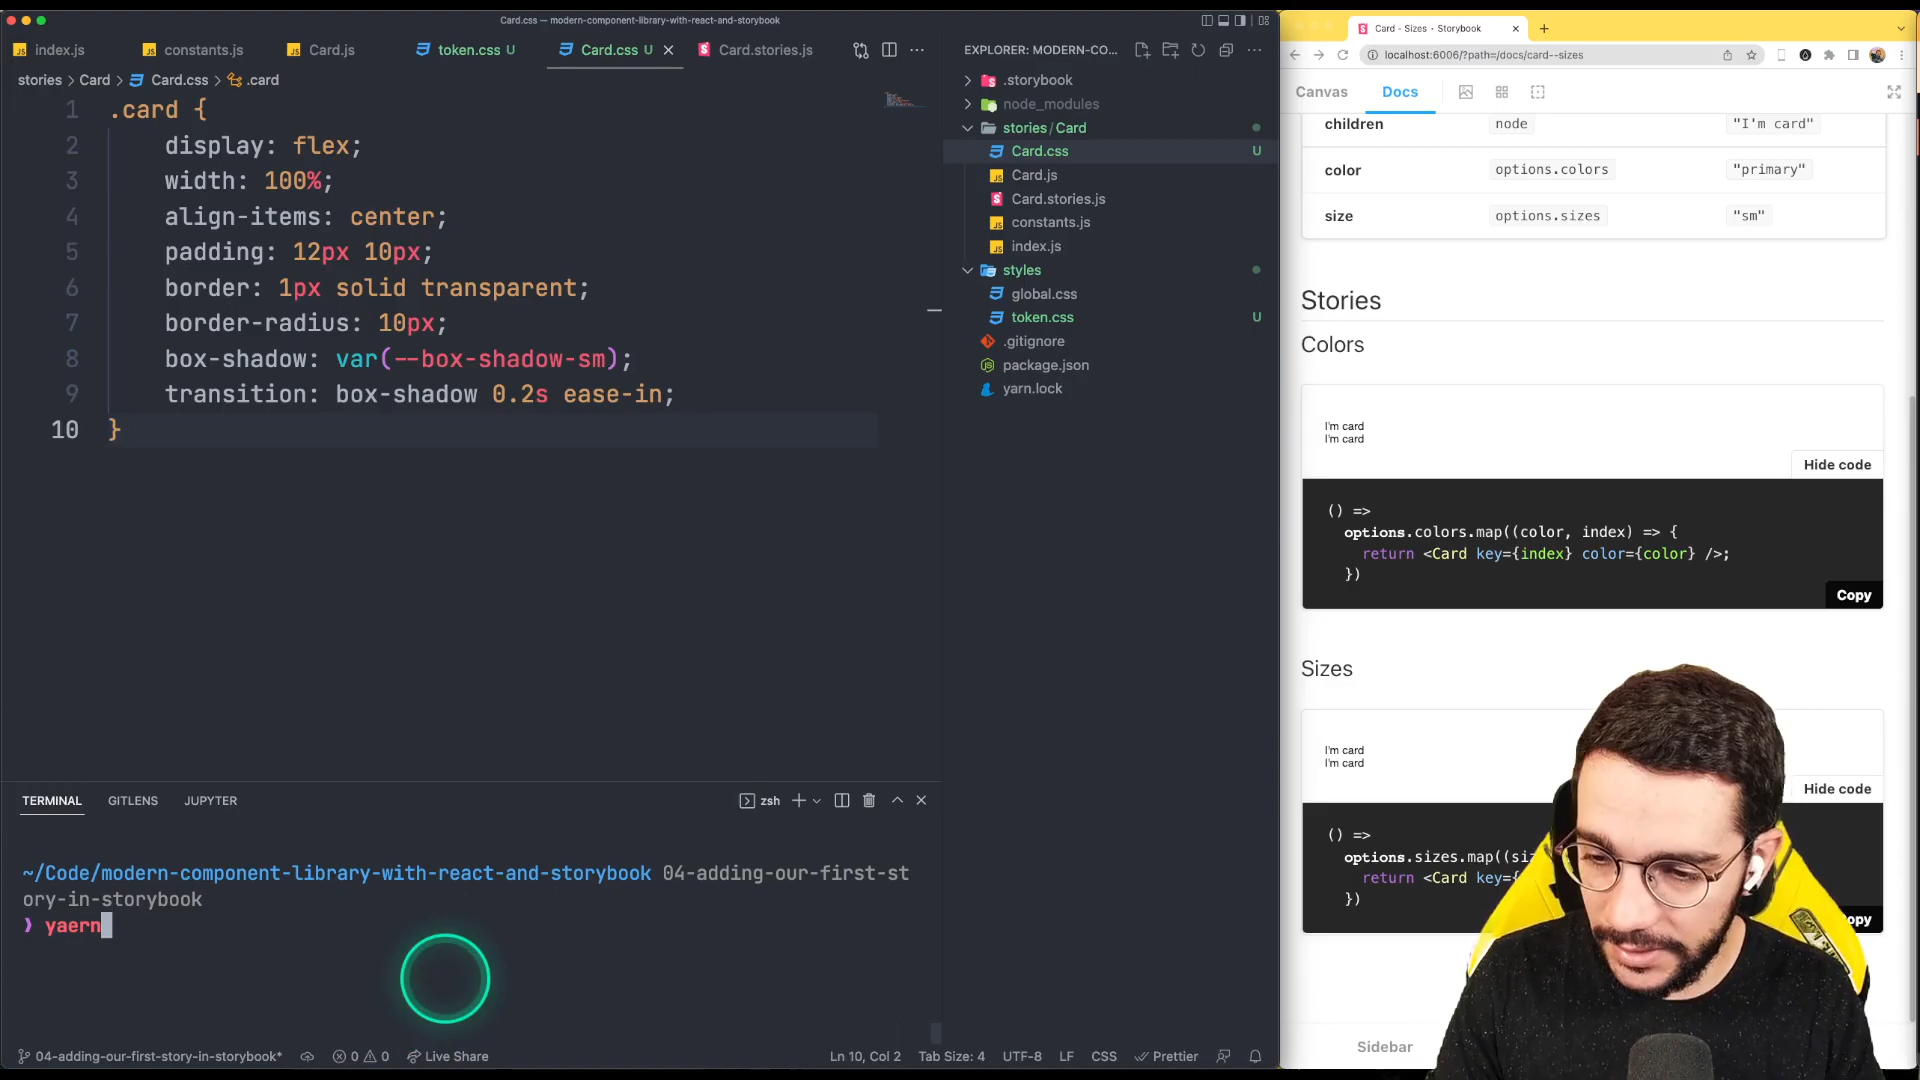 Card.css — modern-component-library-with-react-and-storybook
index.js
constants.js
Card.js
token.css U
Card.css U
Card.stories.js
stories > Card > Card.css > .card
1 .card {
2 display: flex;
3 width: 100%;
4 align-items: center;
5 padding: 12px 10px;
6 border: 1px solid transparent;
7 border-radius: 10px;
8 box-shadow: var(--box-shadow-sm);
9 transition: box-shadow 0.2s ease-in;
10 }
TERMINAL
GITLENS
JUPYTER
zsh
~/Code/modern-component-library-with-react-and-storybook 04-adding-our-first-st
ory-in-storybook
❯ yaern
04-adding-our-first-story-in-storybook*
0
0
Live Share
Ln 10, Col 2
Tab Size: 4
UTF-8
LF
CSS
Prettier
EXPLORER: MODERN-CO...
.storybook
node_modules
stories/Card
Card.css U
Card.js
Card.stories.js
constants.js
index.js
styles
global.css
token.css U
.gitignore
package.json
yarn.lock
Card - Sizes · Storybook
localhost:6006/?path=/docs/card--sizes
Canvas
Docs
children node "I'm card"
color options.colors "primary"
size options.sizes "sm"
Stories
Colors
I'm card
I'm card
Hide code
() =>
options.colors.map((color, index) => {
return <Card key={index} color={color} />;
})
Copy
Sizes
I'm card
I'm card
Hide code
() =>
options.sizes.map((si
return <Card key={
})
opy
Sidebar